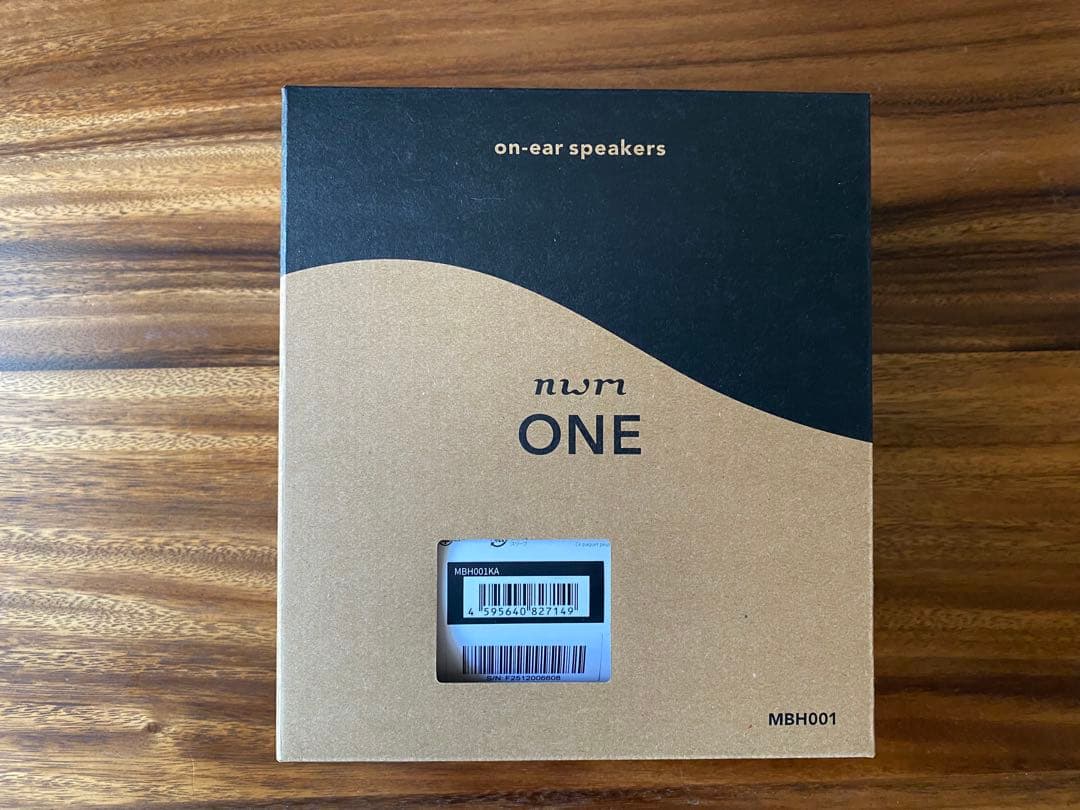 on-ear speakers
nwm
ONE
MBH001KA
4 595640 827149
S/N: F2512006608
MBH001